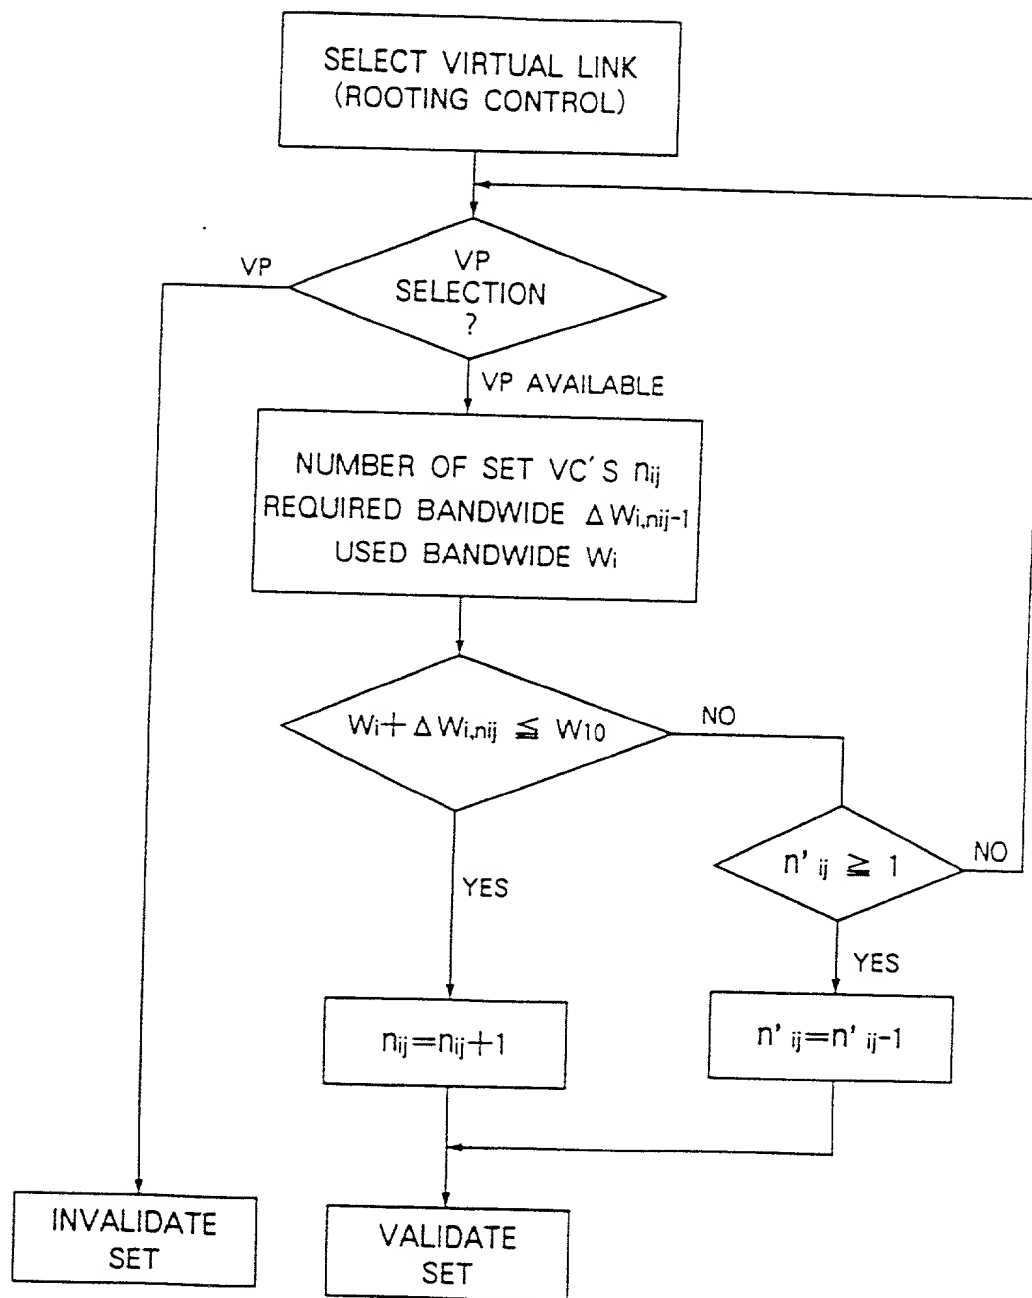 SELECT VIRTUAL LINK
(ROOTING CONTROL)
VP
VP
SELECTION
?
VP AVAILABLE
NUMBER OF SET VC'S nij
REQUIRED BANDWIDE ΔWi,nij-1
USED BANDWIDE Wi
Wi+ΔWi,nij ≦ W10
NO
n' ij ≧ 1
NO
YES
YES
nij=nij+1
n' ij=n' ij-1
INVALIDATE
SET
VALIDATE
SET